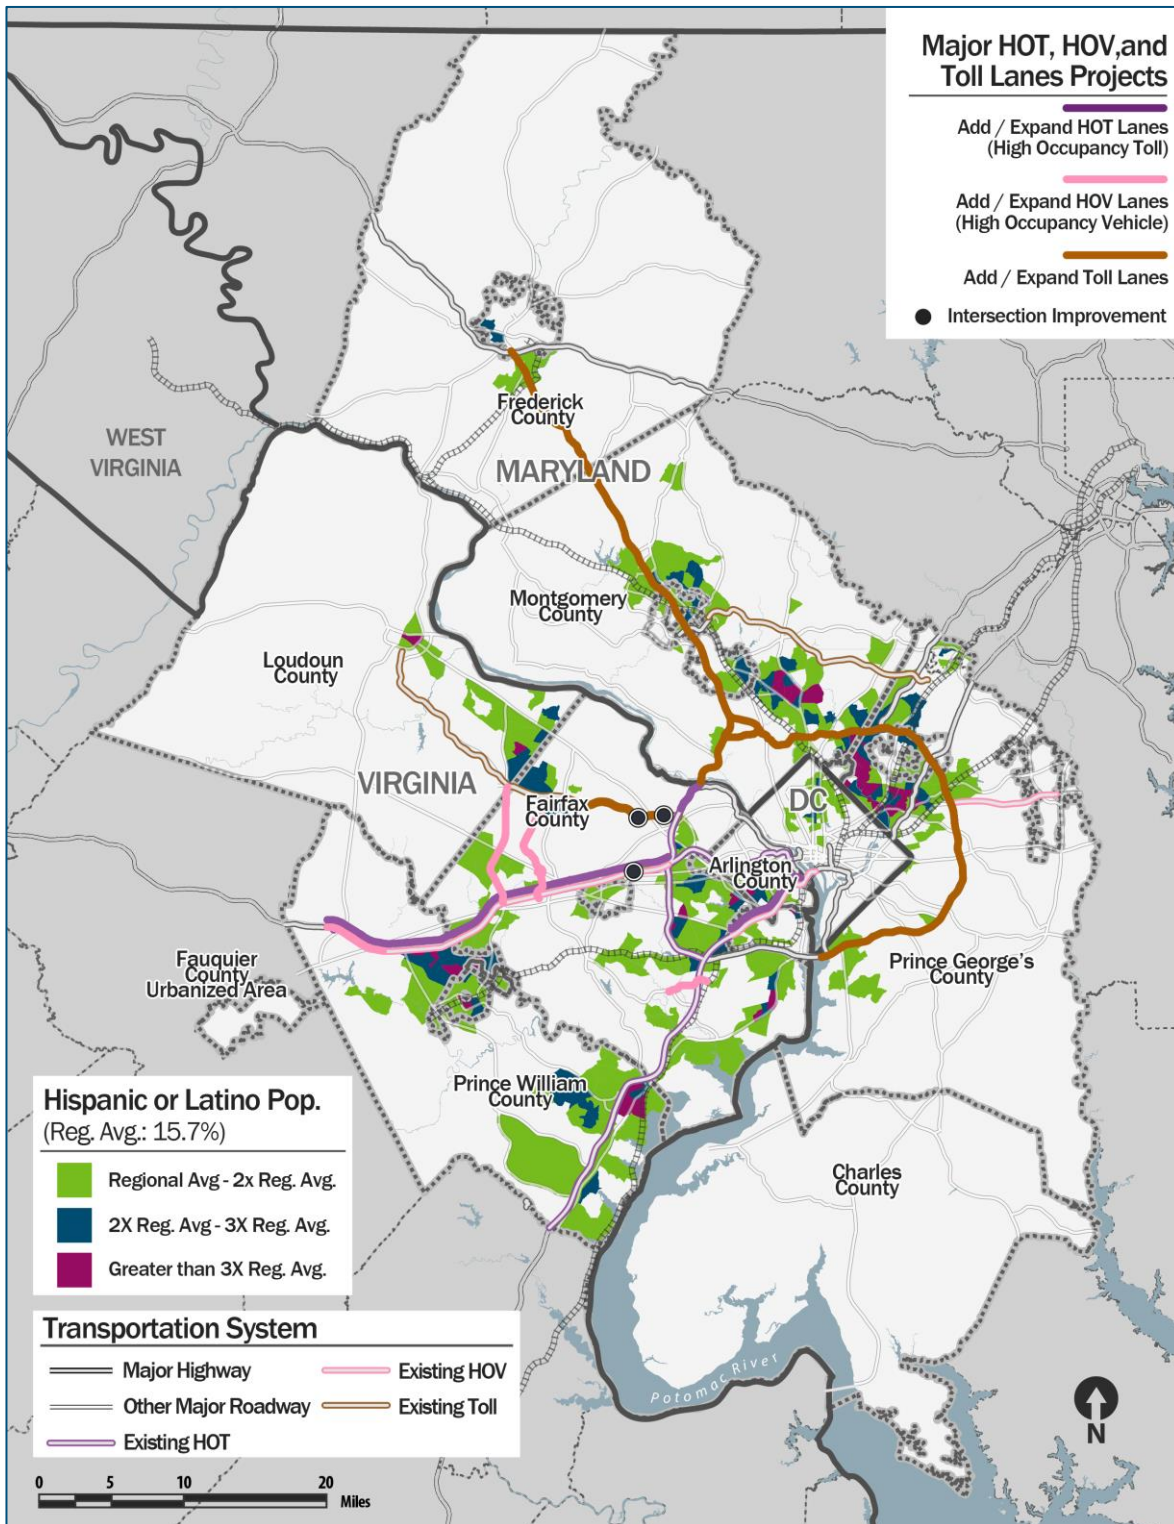 Major HOT, HOV,and
Toll Lanes Projects
Add / Expand HOT Lanes
(High Occupancy Toll)
Add / Expand HOV Lanes
(High Occupancy Vehicle)
Add / Expand Toll Lanes
Intersection Improvement
Frederick
County
WEST
VIRGINIA
MARYLAND
Montgomery
County
Loudoun
County
VIRGINIA
Fairfax
County
DC
Arlington
County
Fauquier
County
Urbanized Area
Prince George's
County
Prince William
County
Charles
County
Potomac River
Hispanic or Latino Pop.
(Reg. Avg.: 15.7%)
Regional Avg - 2x Reg. Avg.
2X Reg. Avg - 3X Reg. Avg.
Greater than 3X Reg. Avg.
Transportation System
Major Highway
Existing HOV
Other Major Roadway
Existing Toll
Existing HOT
0 5 10 20
Miles
N